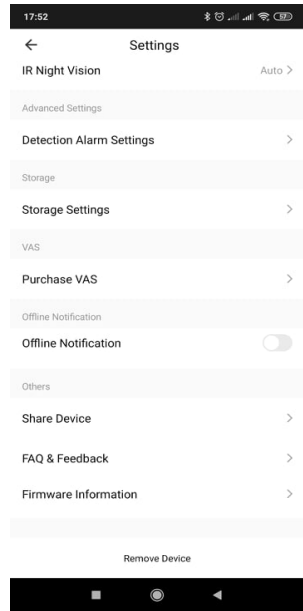 17:52
57
Settings
IR Night Vision
Auto
Advanced Settings
Detection Alarm Settings
Storage
Storage Settings
VAS
Purchase VAS
Offline Notification
Offline Notification
Others
Share Device
FAQ & Feedback
Firmware Information
Remove Device